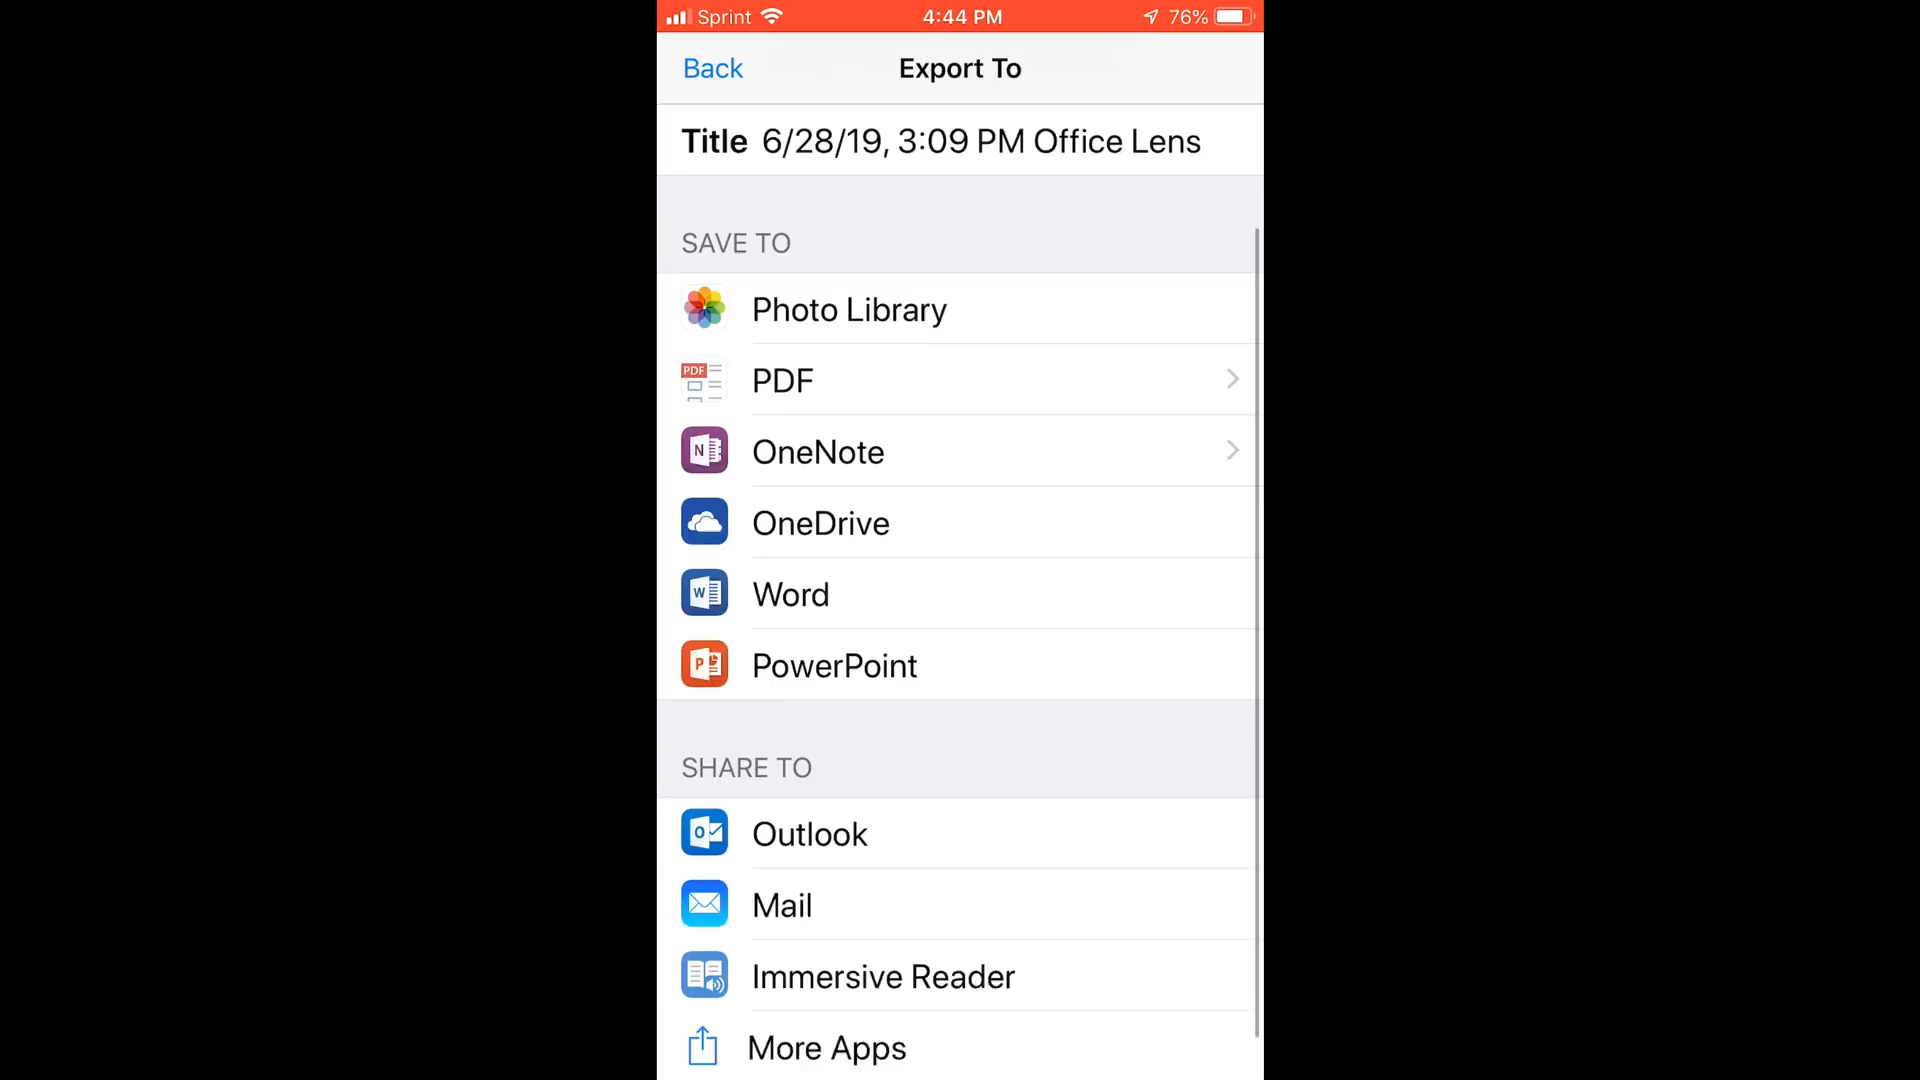 Sprint 4:44 PM 76%
Back Export To
Title 6/28/19, 3:09 PM Office Lens
SAVE TO
Photo Library
PDF PDF
N OneNote
OneDrive
W Word
P PowerPoint
SHARE TO
O Outlook
Mail
Immersive Reader
More Apps